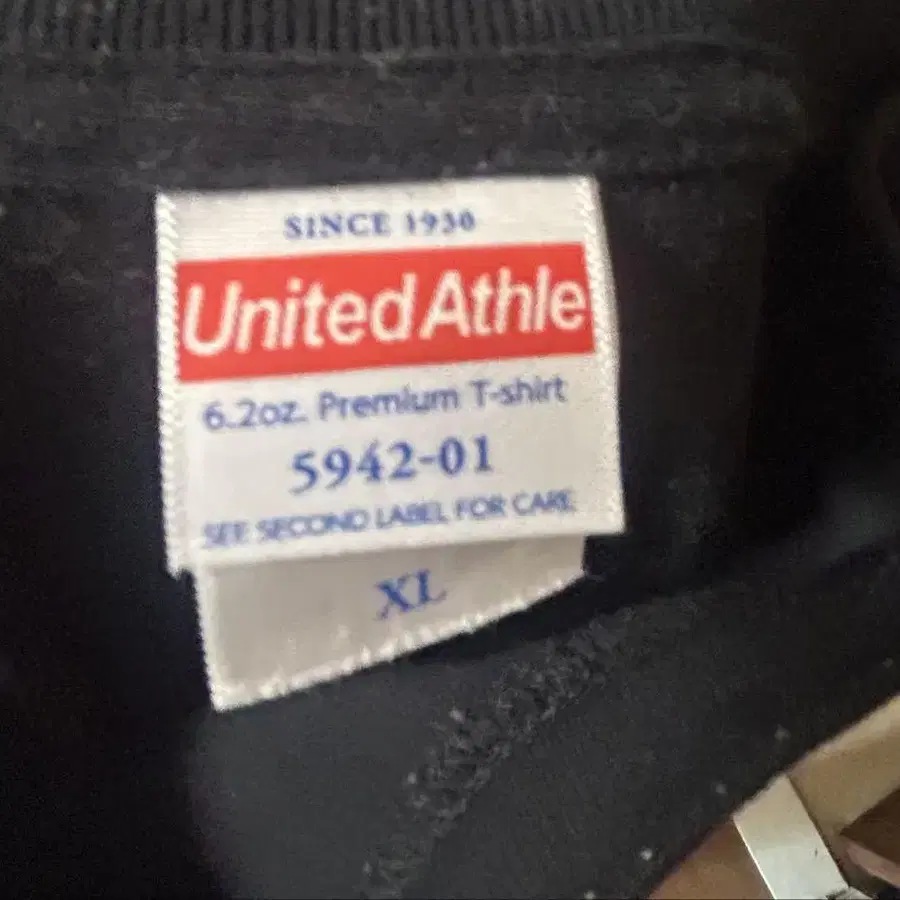 SINCE 1930
United Athle
6.2oz. Premium T-shirt
5942-01
SEE SECOND LABEL FOR CARE
XL